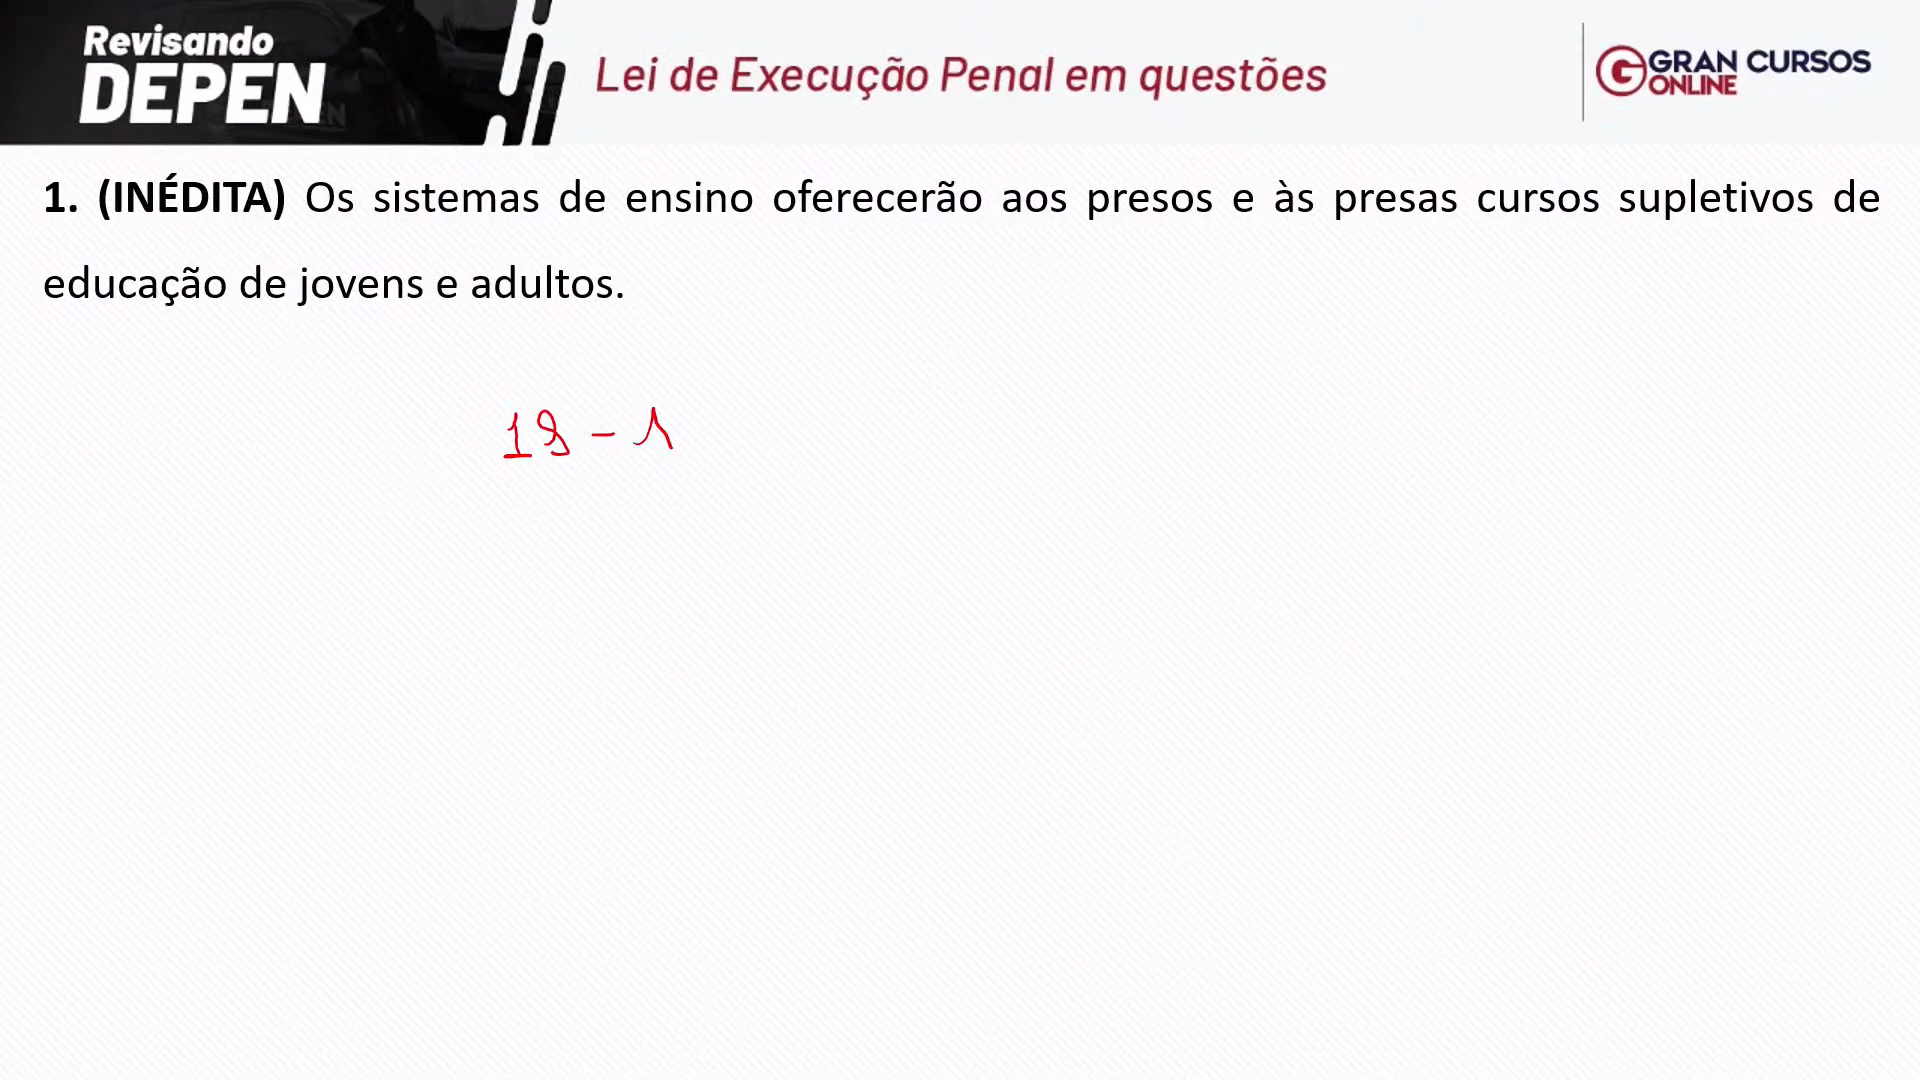 Revisando
DEPEN
Lei de Execução Penal em questões
GRAN CURSOS
ONLINE
1. (INÉDITA) Os sistemas de ensino oferecerão aos presos e às presas cursos supletivos de
educação de jovens e adultos.
18 - 1